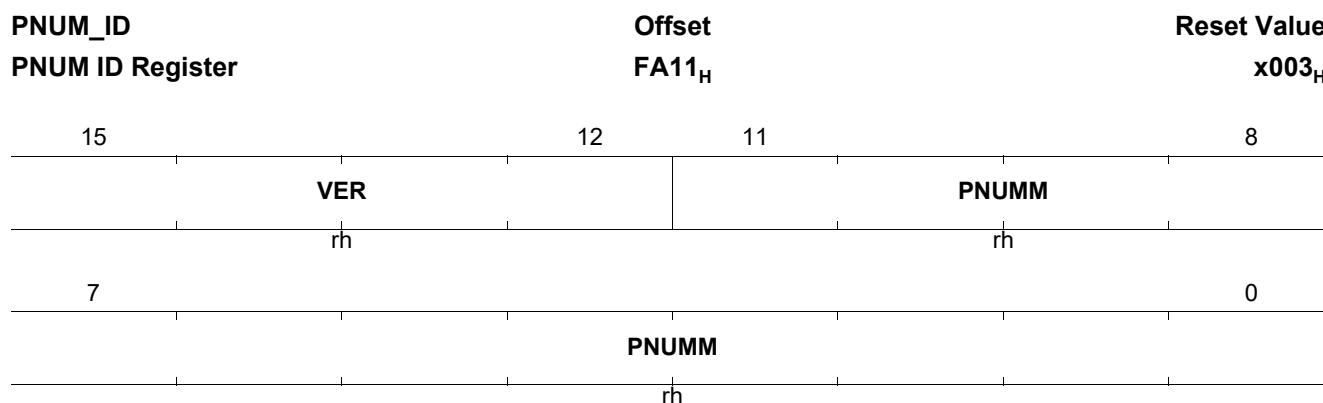 PNUM_ID Offset Reset Value
PNUM ID Register FA11H x003H
15 12 11 8
VER PNUMM
rh rh
7 0
PNUMM
rh